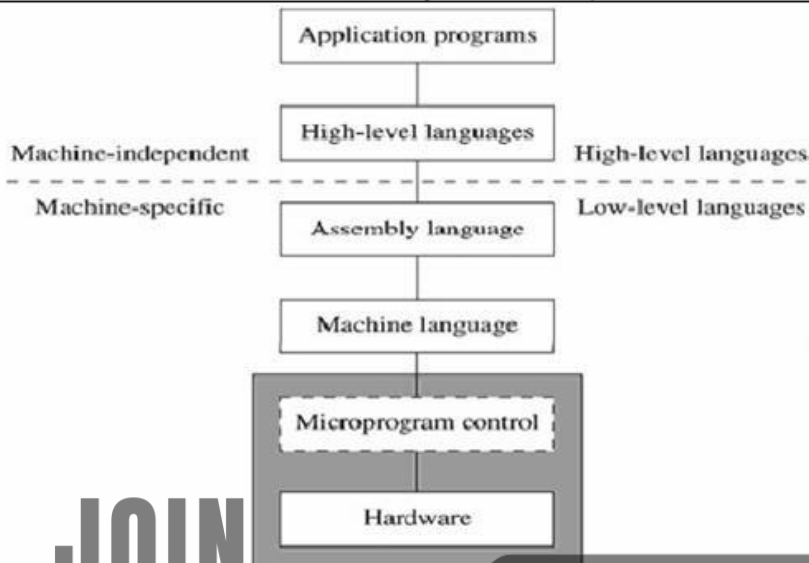 Application programs
High-level languages
Machine-independent
High-level languages
Machine-specific
Low-level languages
Assembly language
Machine language
Microprogram control
Hardware
JOIN